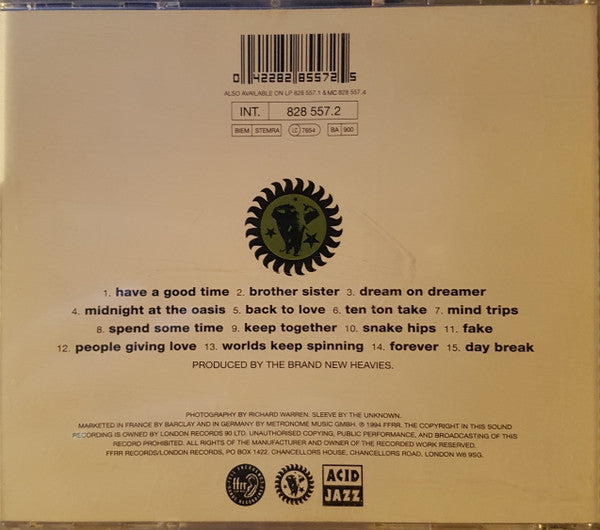 0 42282 85572 5
ALSO AVAILABLE ON LP 828 557.1 & MC 828 557.4
INT. 828 557.2
BIEM STEMRA LC 7654 BA 900
1. have a good time 2. brother sister 3. dream on dreamer
4. midnight at the oasis 5. back to love 6. ten ton take 7. mind trips
8. spend some time 9. keep together 10. snake hips 11. fake
12. people giving love 13. worlds keep spinning 14. forever 15. day break
PRODUCED BY THE BRAND NEW HEAVIES.
PHOTOGRAPHY BY RICHARD WARREN. SLEEVE BY THE UNKNOWN.
MARKETED IN FRANCE BY BARCLAY AND IN GERMANY BY METRONOME MUSIC GMBH. ℗ 1994 FFRR. THE COPYRIGHT IN THIS SOUND
RECORDING IS OWNED BY LONDON RECORDS 90 LTD. UNAUTHORISED COPYING, PUBLIC PERFORMANCE, AND BROADCASTING OF THIS
RECORD PROHIBITED. ALL RIGHTS OF THE MANUFACTURER AND OWNER OF THE RECORDED WORK RESERVED.
FFRR RECORDS/LONDON RECORDS, PO BOX 1422, CHANCELLORS HOUSE, CHANCELLORS ROAD, LONDON W6 9SG.
ffrr
ACID
JAZZ